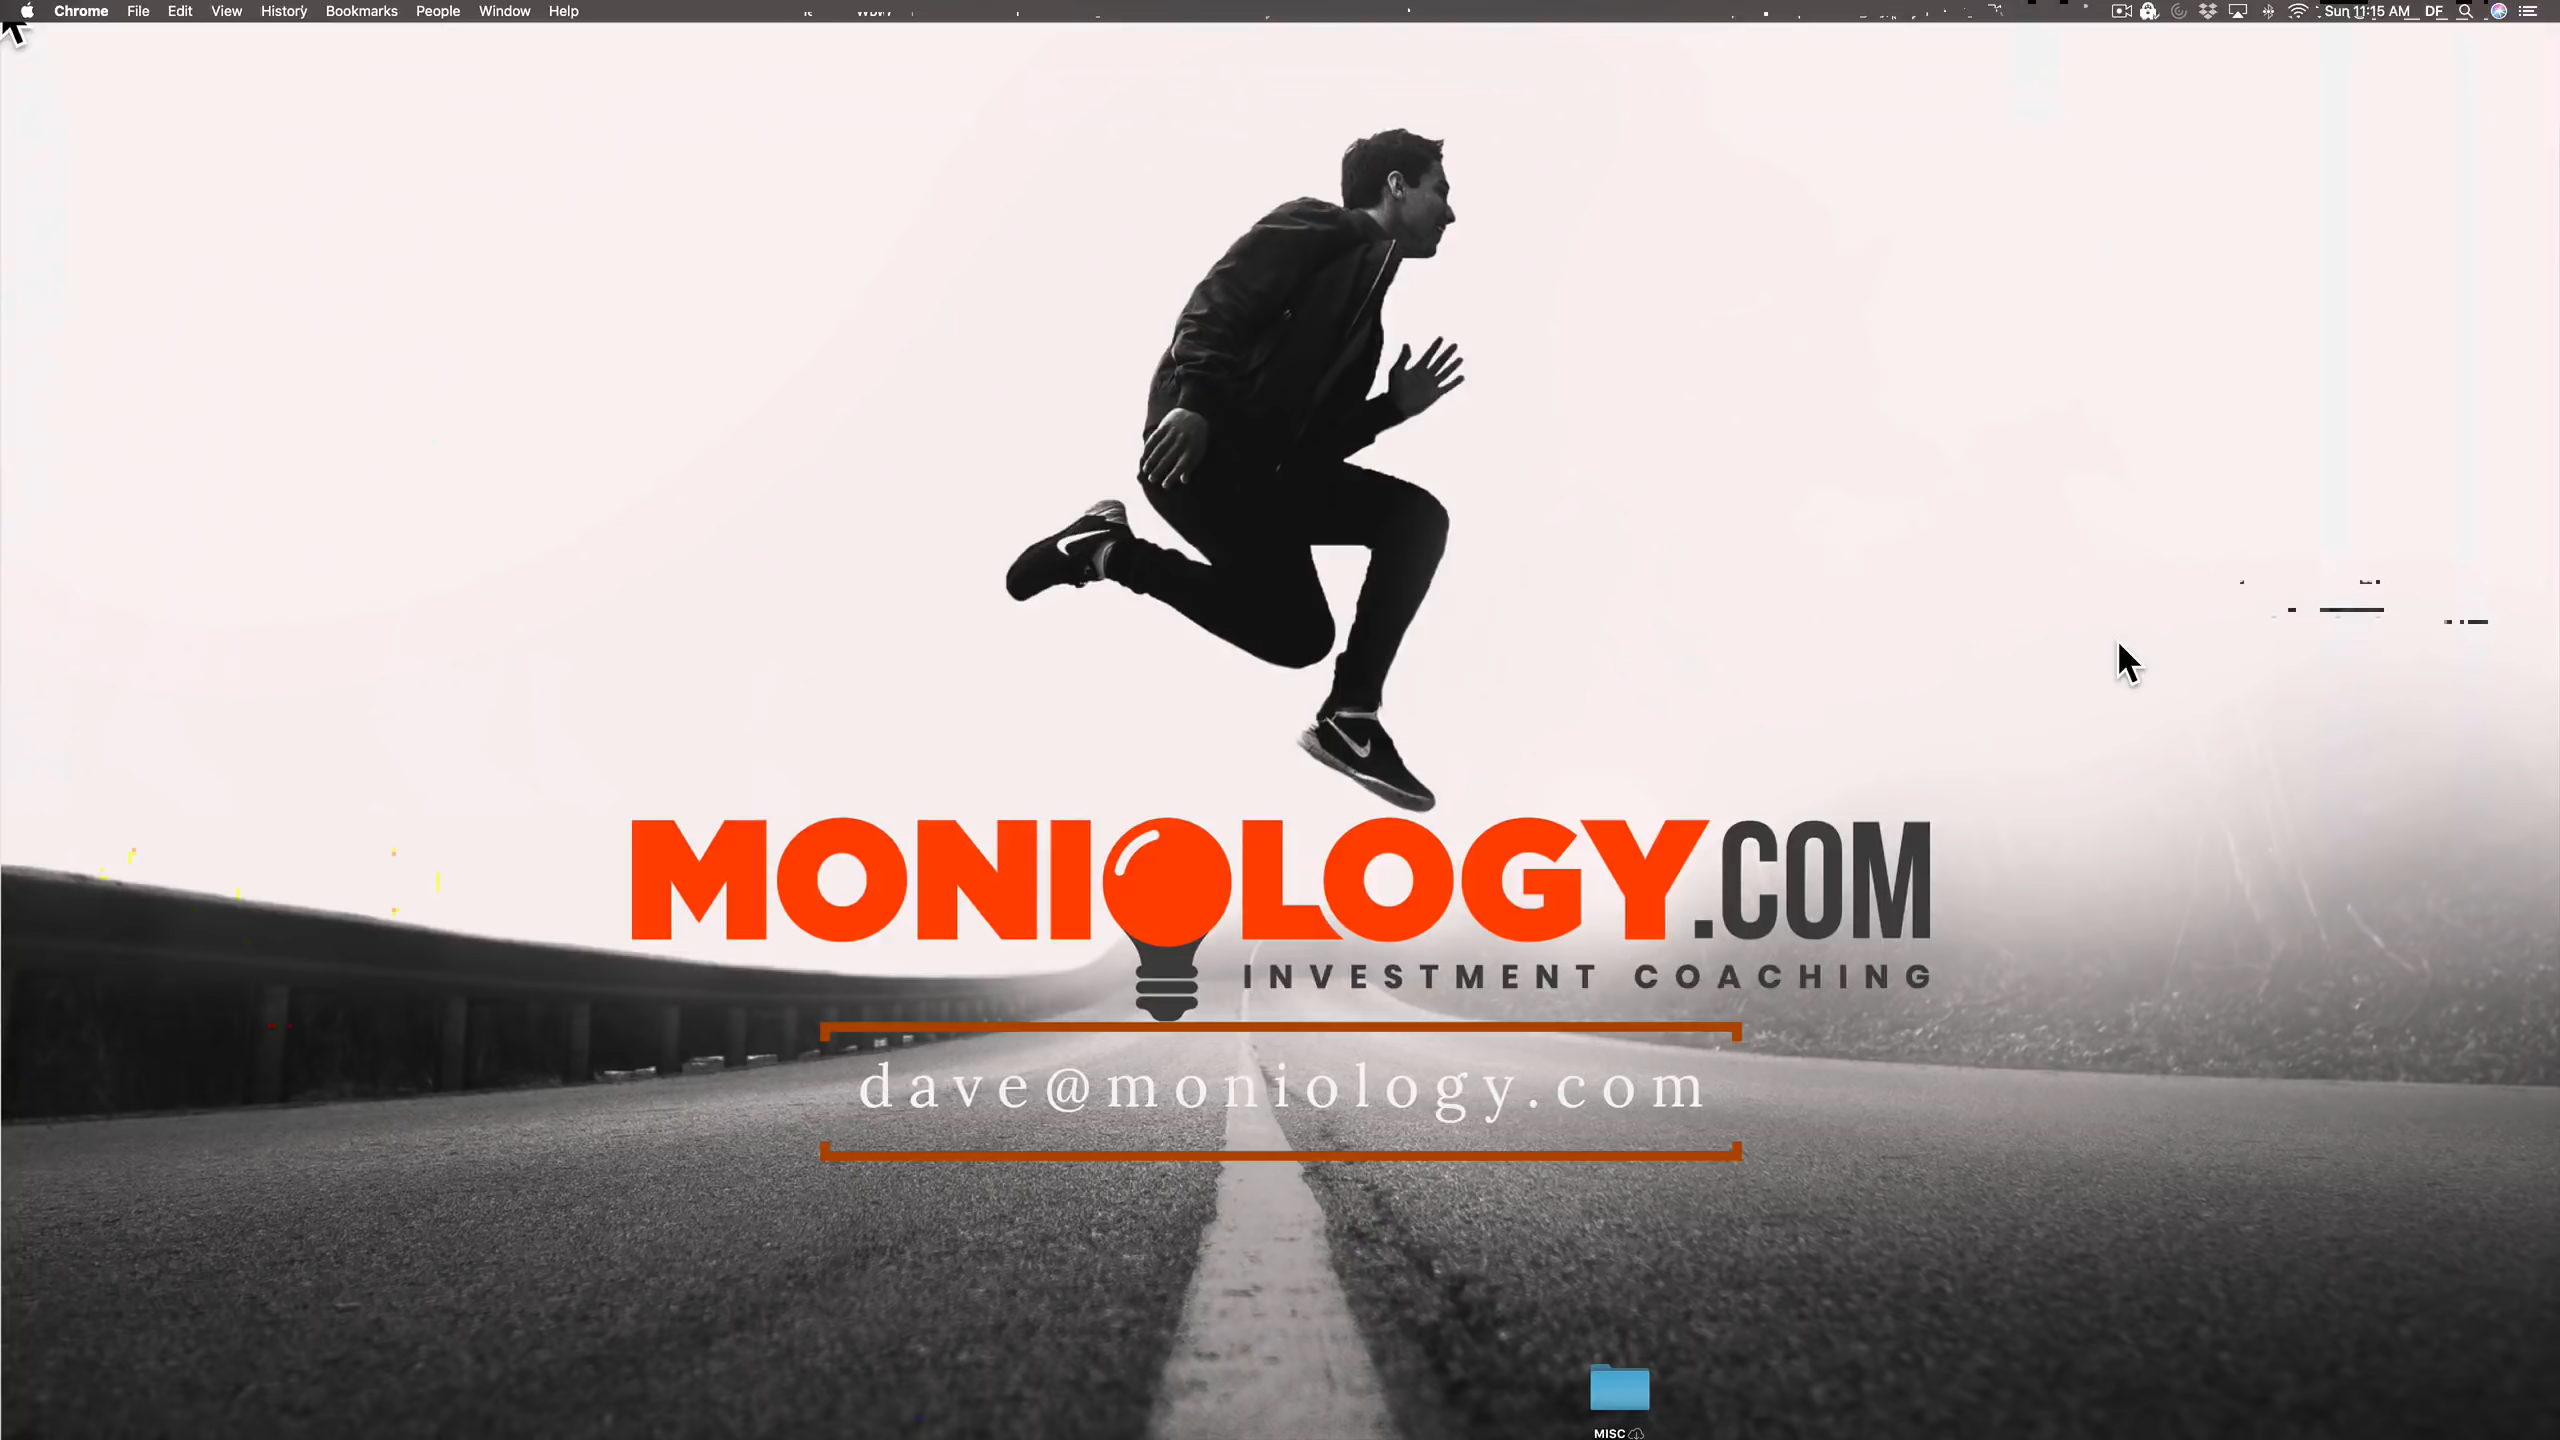 Chrome File Edit View History Bookmarks People Window Help Sun 11:15 AM DF
MONIOLOGY.COM
INVESTMENT COACHING
dave@moniology.com
MISC